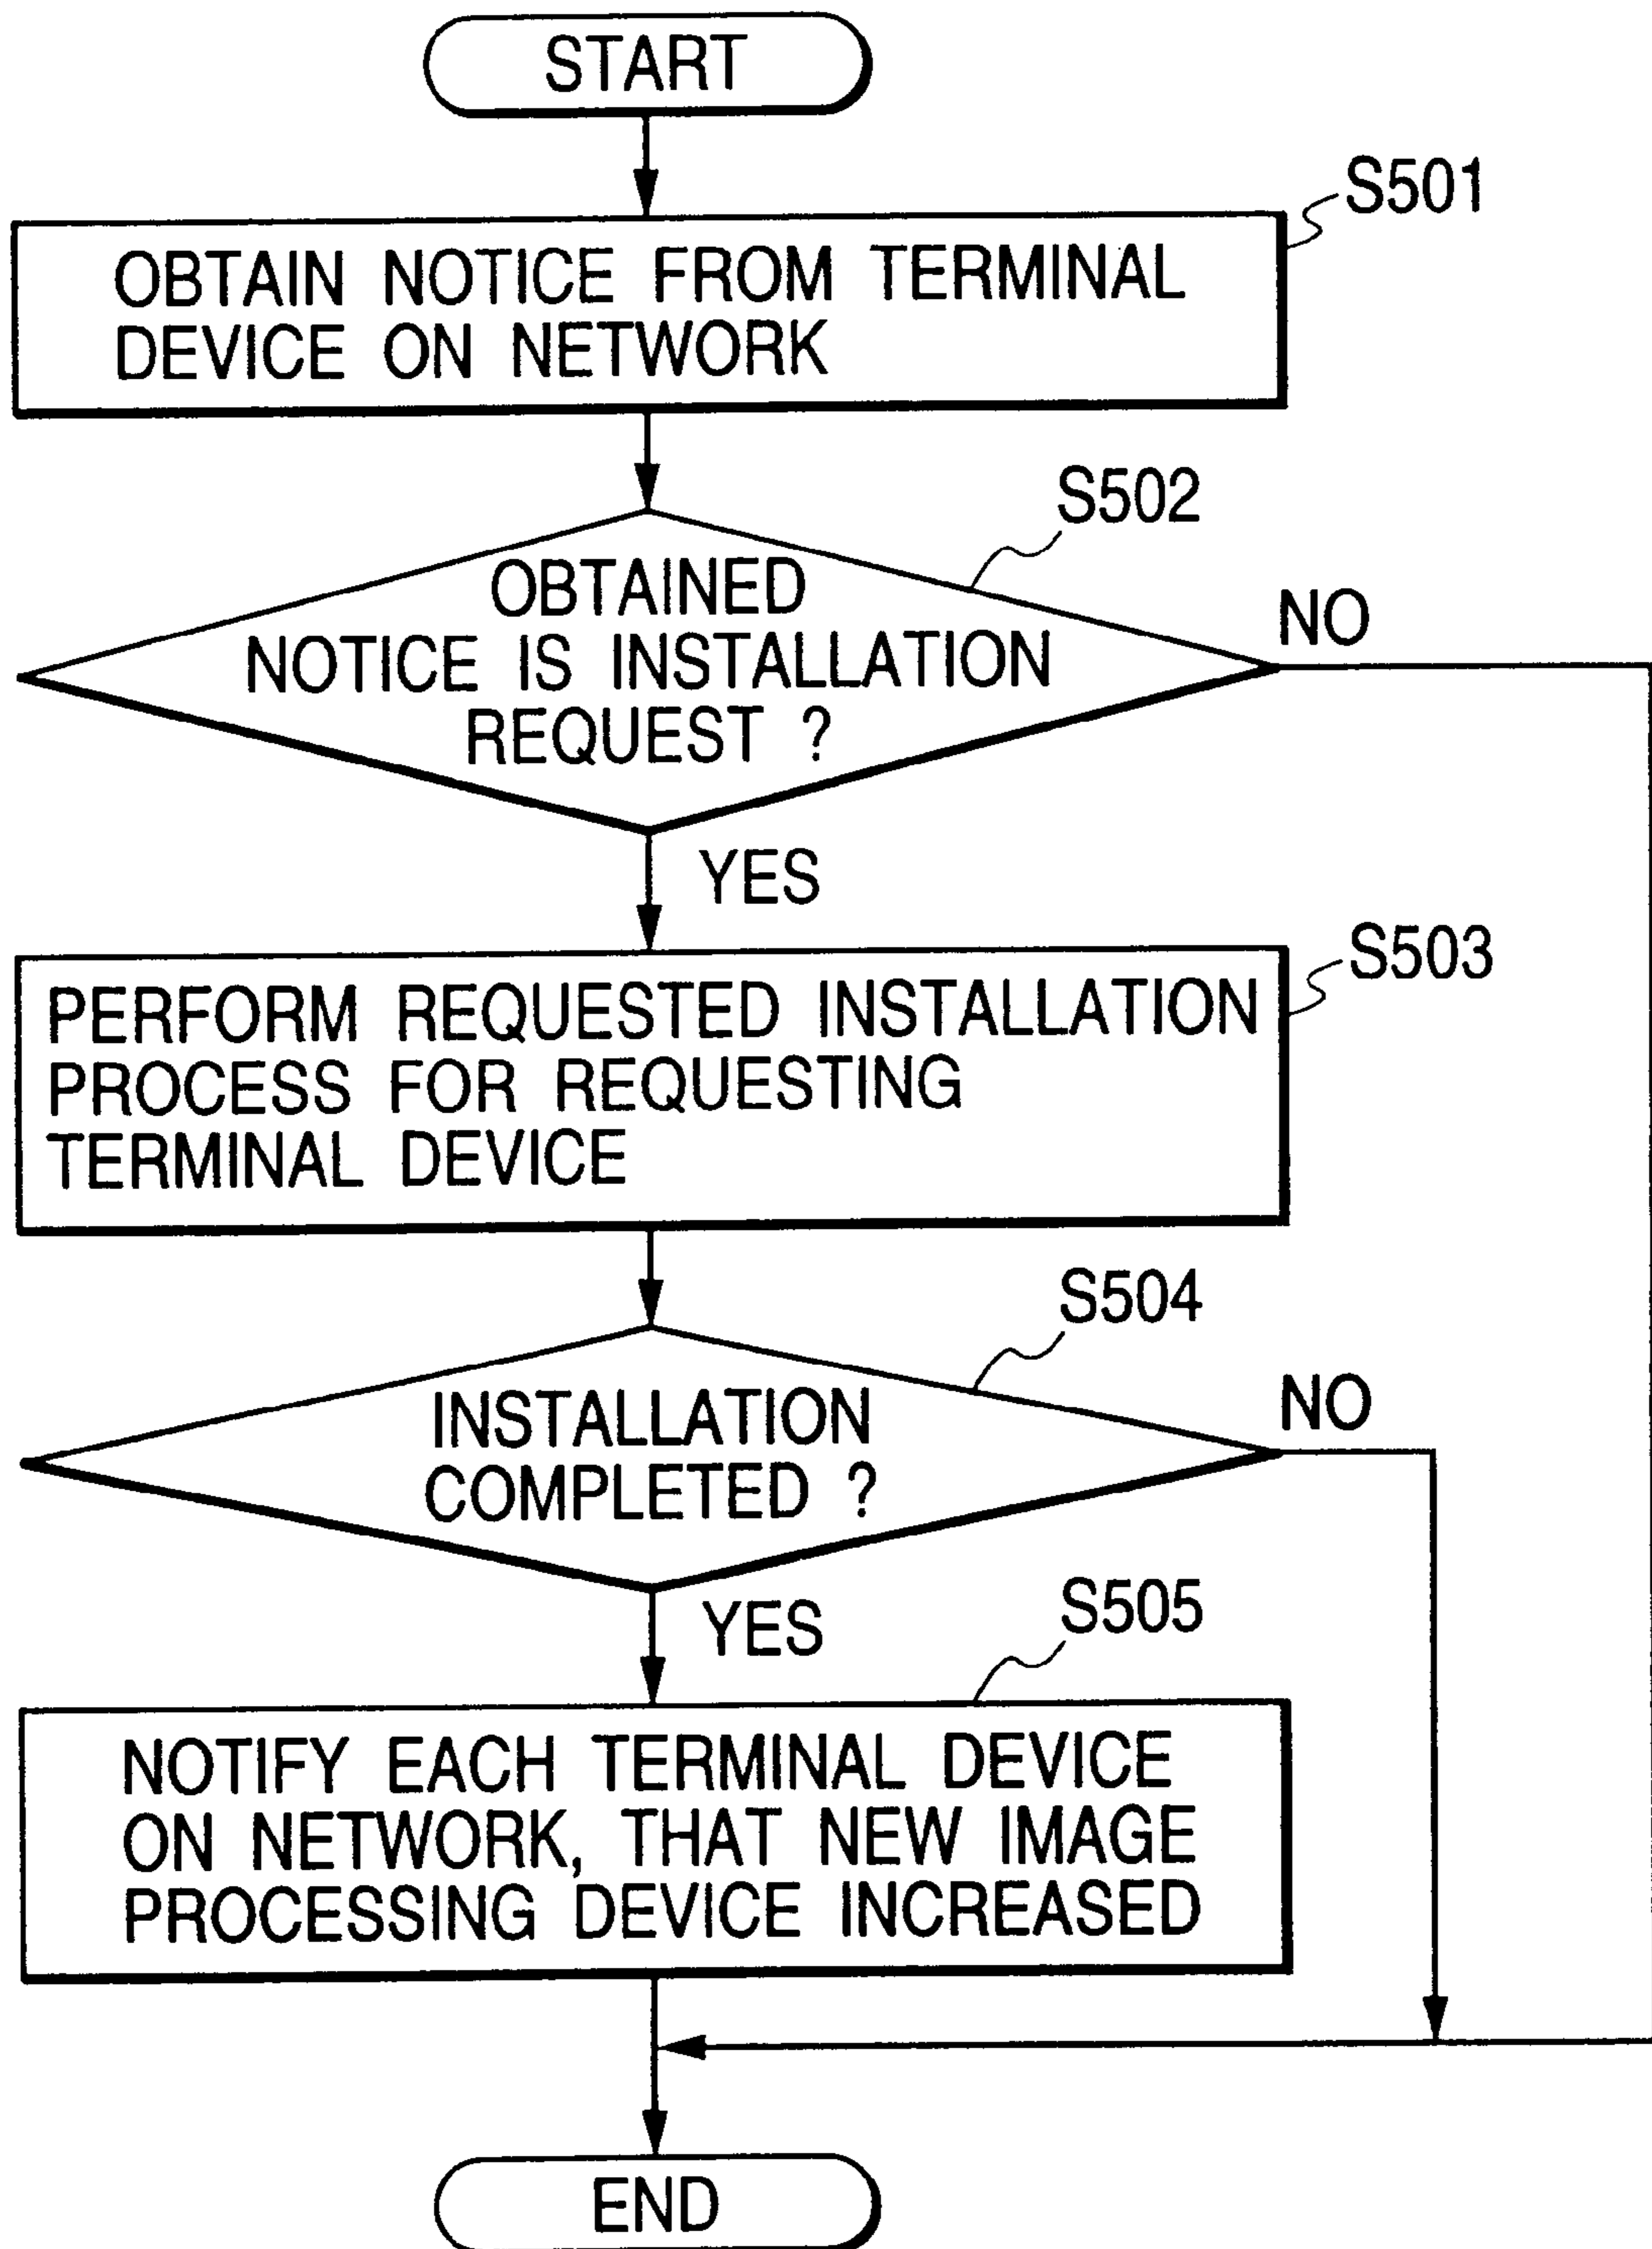 START
S501
OBTAIN NOTICE FROM TERMINAL
DEVICE ON NETWORK
S502
OBTAINED
NOTICE IS INSTALLATION
REQUEST ?
NO
YES
S503
PERFORM REQUESTED INSTALLATION
PROCESS FOR REQUESTING
TERMINAL DEVICE
S504
INSTALLATION
COMPLETED ?
NO
YES
S505
NOTIFY EACH TERMINAL DEVICE
ON NETWORK, THAT NEW IMAGE
PROCESSING DEVICE INCREASED
END